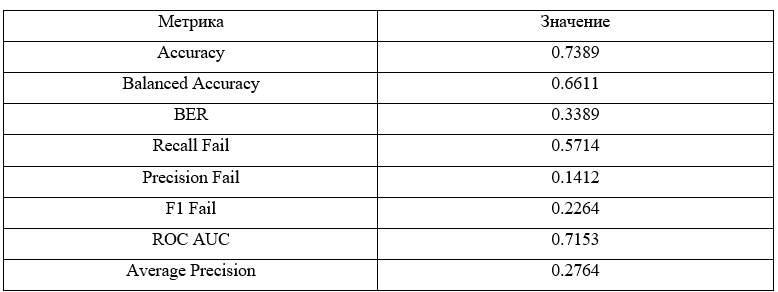 Метрика Значение
Accuracy 0.7389
Balanced Accuracy 0.6611
BER 0.3389
Recall Fail 0.5714
Precision Fail 0.1412
F1 Fail 0.2264
ROC AUC 0.7153
Average Precision 0.2764